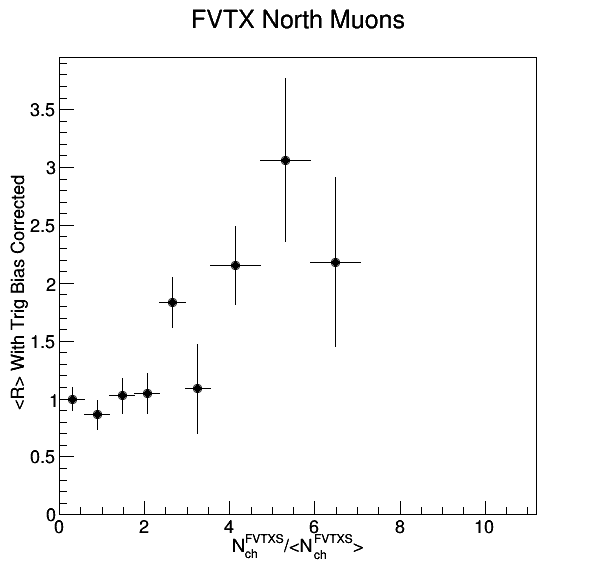 FVTX North Muons
<R> With Trig Bias Corrected
3.5
3
2.5
2
1.5
1
0.5
0
0 2 4 6 8 10
N_ch^FVTXS/<N_ch^FVTXS>